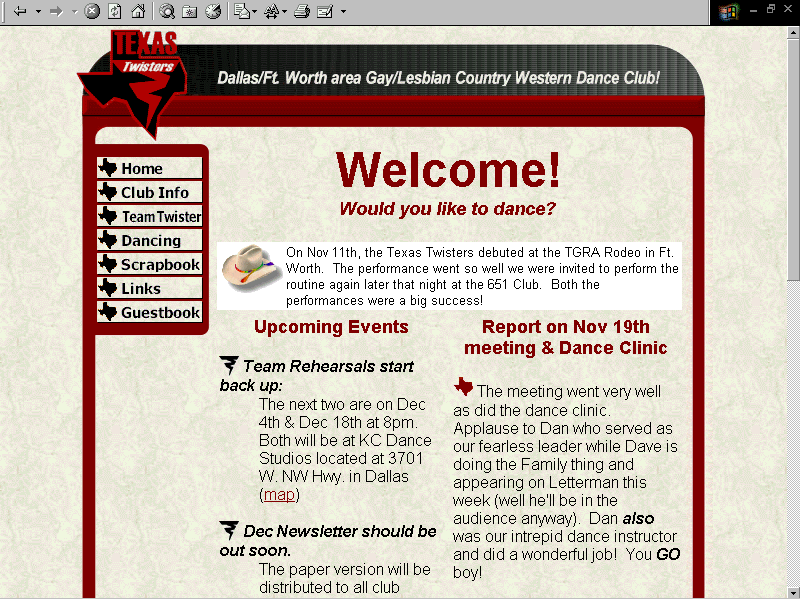 TEXAS
Twisters
Dallas/Ft. Worth area Gay/Lesbian Country Western Dance Club!
Home
Club Info
Team Twister
Dancing
Scrapbook
Links
Guestbook
Welcome!
Would you like to dance?
On Nov 11th, the Texas Twisters debuted at the TGRA Rodeo in Ft.
Worth.  The performance went so well we were invited to perform the
routine again later that night at the 651 Club.  Both the
performances were a big success!
Upcoming Events
Team Rehearsals start
back up:
The next two are on Dec
4th & Dec 18th at 8pm.
Both will be at KC Dance
Studios located at 3701
W. NW Hwy. in Dallas
(map)
Dec Newsletter should be
out soon.
The paper version will be
distributed to all club
Report on Nov 19th
meeting & Dance Clinic
The meeting went very well
as did the dance clinic.
Applause to Dan who served as
our fearless leader while Dave is
doing the Family thing and
appearing on Letterman this
week (well he'll be in the
audience anyway).  Dan also
was our intrepid dance instructor
and did a wonderful job!  You GO
boy!